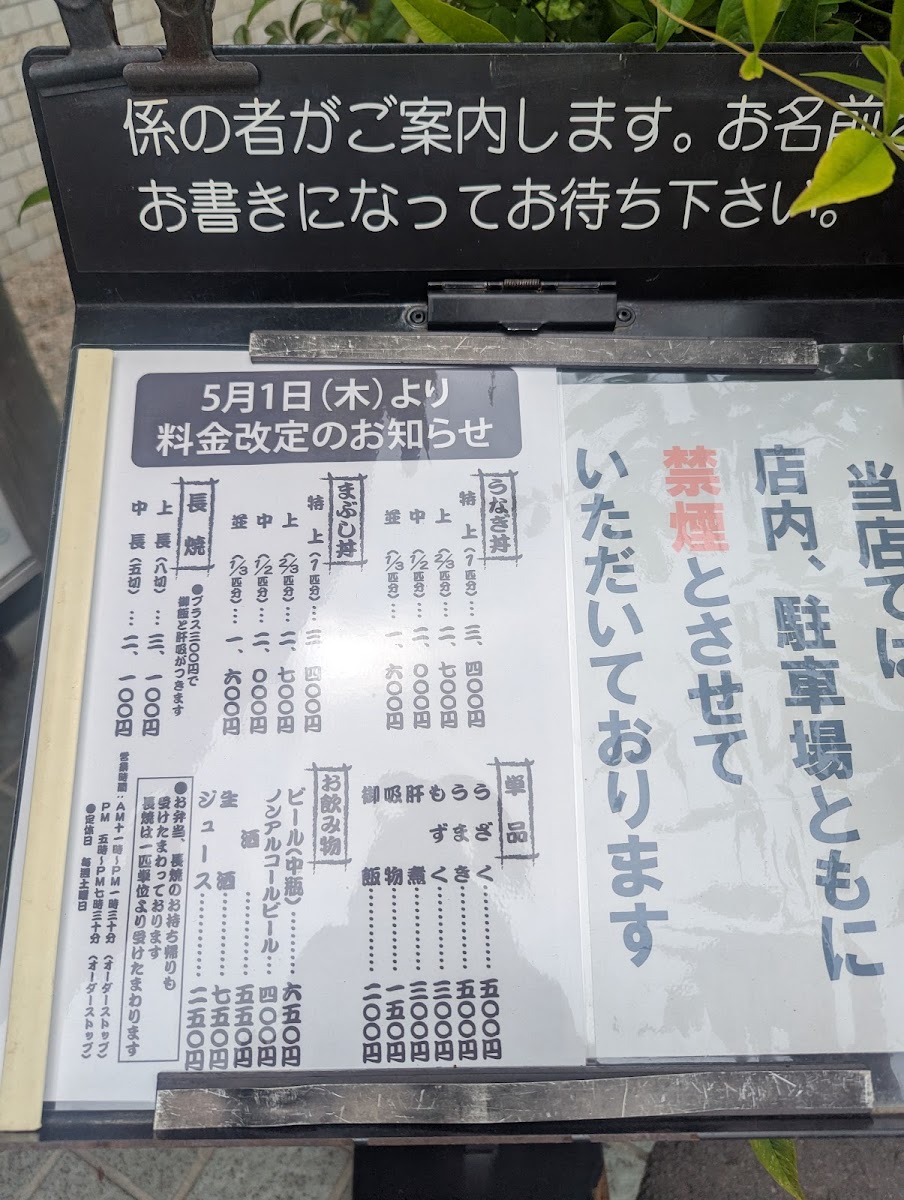 係の者がご案内します。お名前
お書きになってお待ち下さい。
5月1日（木）より
料金改定のお知らせ
うなぎ丼
特上（1匹分）…三、四〇〇円
上（2/3匹分）…二、七〇〇円
中（1/2匹分）…二、〇〇〇円
並（1/3匹分）…一、六〇〇円
まぶし丼
特上（1匹分）…三、四〇〇円
上（2/3匹分）…二、七〇〇円
中（1/2匹分）…二、〇〇〇円
並（1/3匹分）…一、六〇〇円
長焼
●プラス三〇〇円で
御飯と肝吸がつきます
上長（八切）…三、一〇〇円
中長（五切）…二、一〇〇円
単品
うざく…………五〇〇円
うまき…………五〇〇円
もずく…………三〇〇円
肝煮…………三〇〇円
吸物…………一五〇円
御飯…………二〇〇円
お飲み物
ビール（中瓶）………六五〇円
ノンアルコールビール…四〇〇円
酒…………五五〇円
生酒…………七五〇円
ジュース…………二五〇円
●お弁当、長焼のお持ち帰りも
受けたまわっております
長焼は一匹単位より受けたまわります
営業時間：AM十一時～PM一時三十分（オーダーストップ）
PM 五時～PM七時三十分（オーダーストップ）
●定休日 毎週土曜日
当店では
店内、駐車場ともに
禁煙とさせて
いただいております